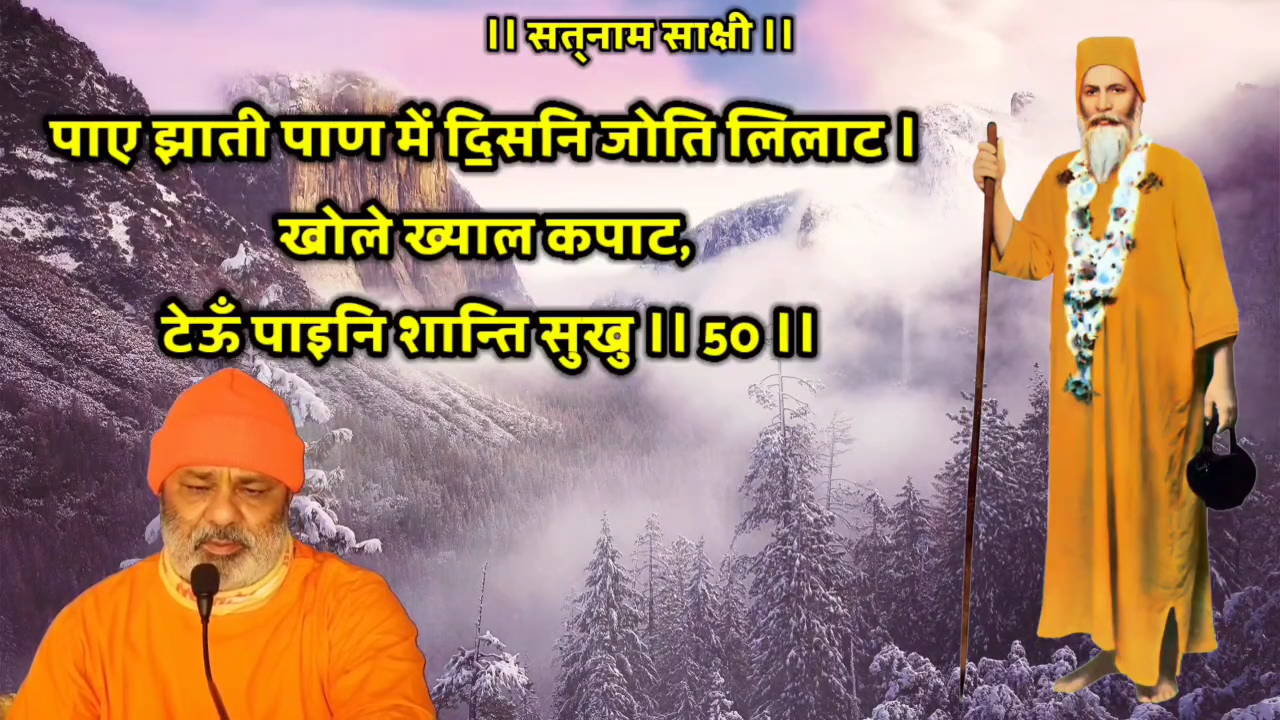 ।। सत्‌नाम साक्षी ।।
पाए झाती पाण में दि॒सनि जोति लिलाट ।
खोले ख्याल कपाट,
टेऊँ पाइनि शान्ति सुखु ।। 50 ।।